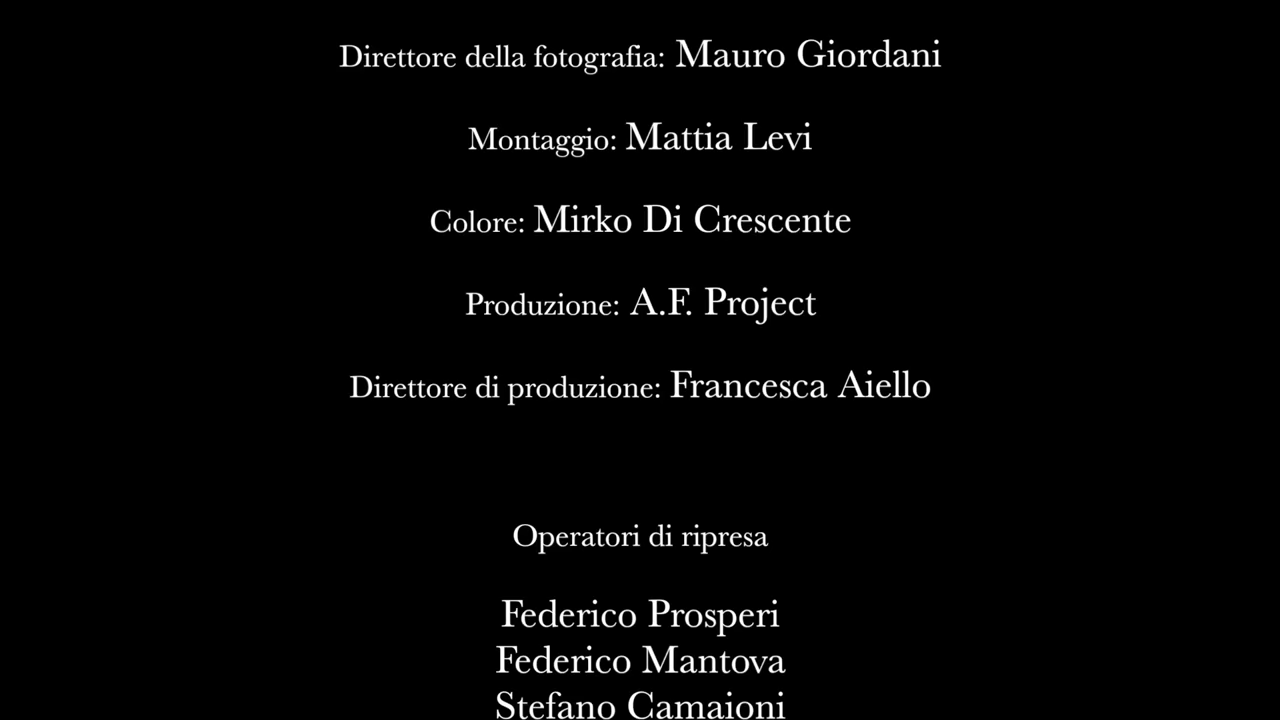 Direttore della fotografia: Mauro Giordani
Montaggio: Mattia Levi
Colore: Mirko Di Crescente
Produzione: A.F. Project
Direttore di produzione: Francesca Aiello
Operatori di ripresa
Federico Prosperi
Federico Mantova
Stefano Camaioni